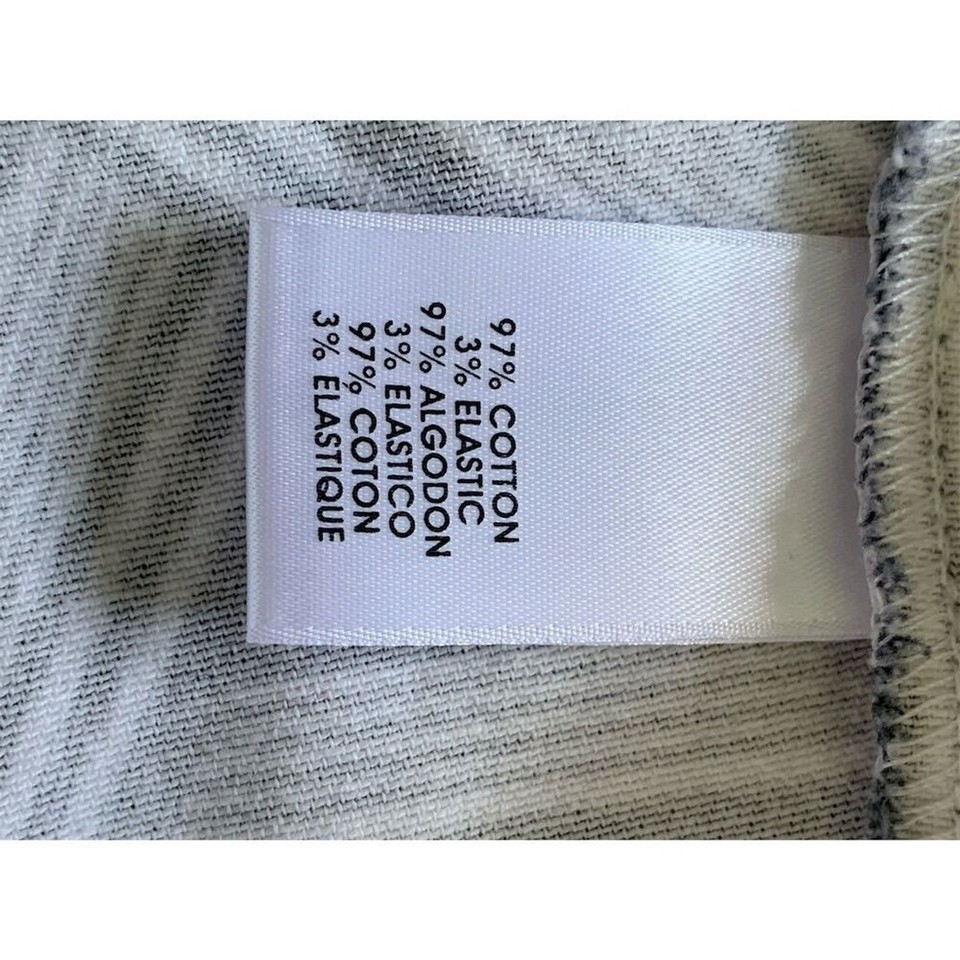 97% COTTON
3% ELASTIC
97% ALGODON
3% ELASTICO
97% COTON
3% ELASTIQUE